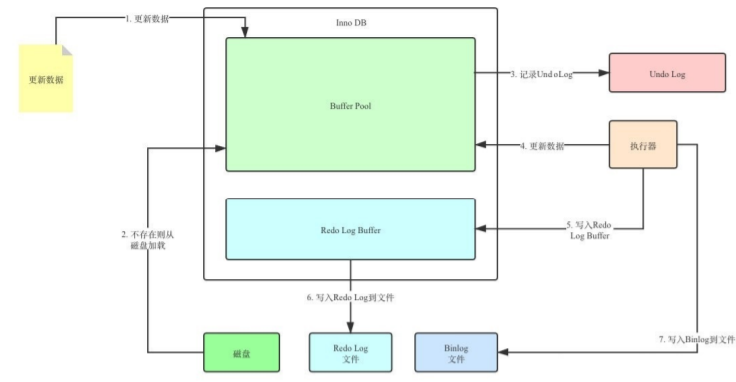 1. 更新数据
Inno DB
更新数据
Buffer Pool
3. 记录UndoLog
Undo Log
4. 更新数据
执行器
2. 不存在则从
磁盘加载
Redo Log Buffer
5. 写入Redo
Log Buffer
6. 写入Redo Log到文件
7. 写入Binlog到文件
磁盘
Redo Log
文件
Binlog
文件